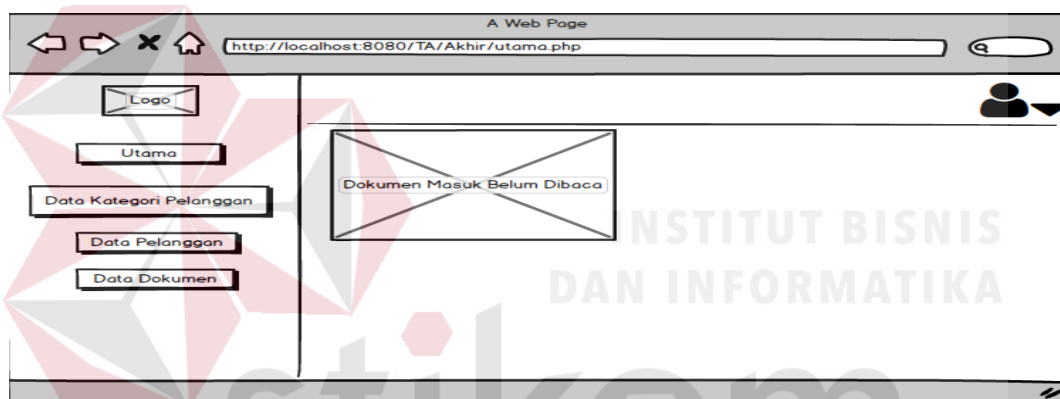 A Web Page
http://localhost:8080/TA/Akhir/utama.php
Logo
Utama
Data Kategori Pelanggan
Data Pelanggan
Data Dokumen
Dokumen Masuk Belum Dibaca
INSTITUT BISNIS
DAN INFORMATIKA
stikom